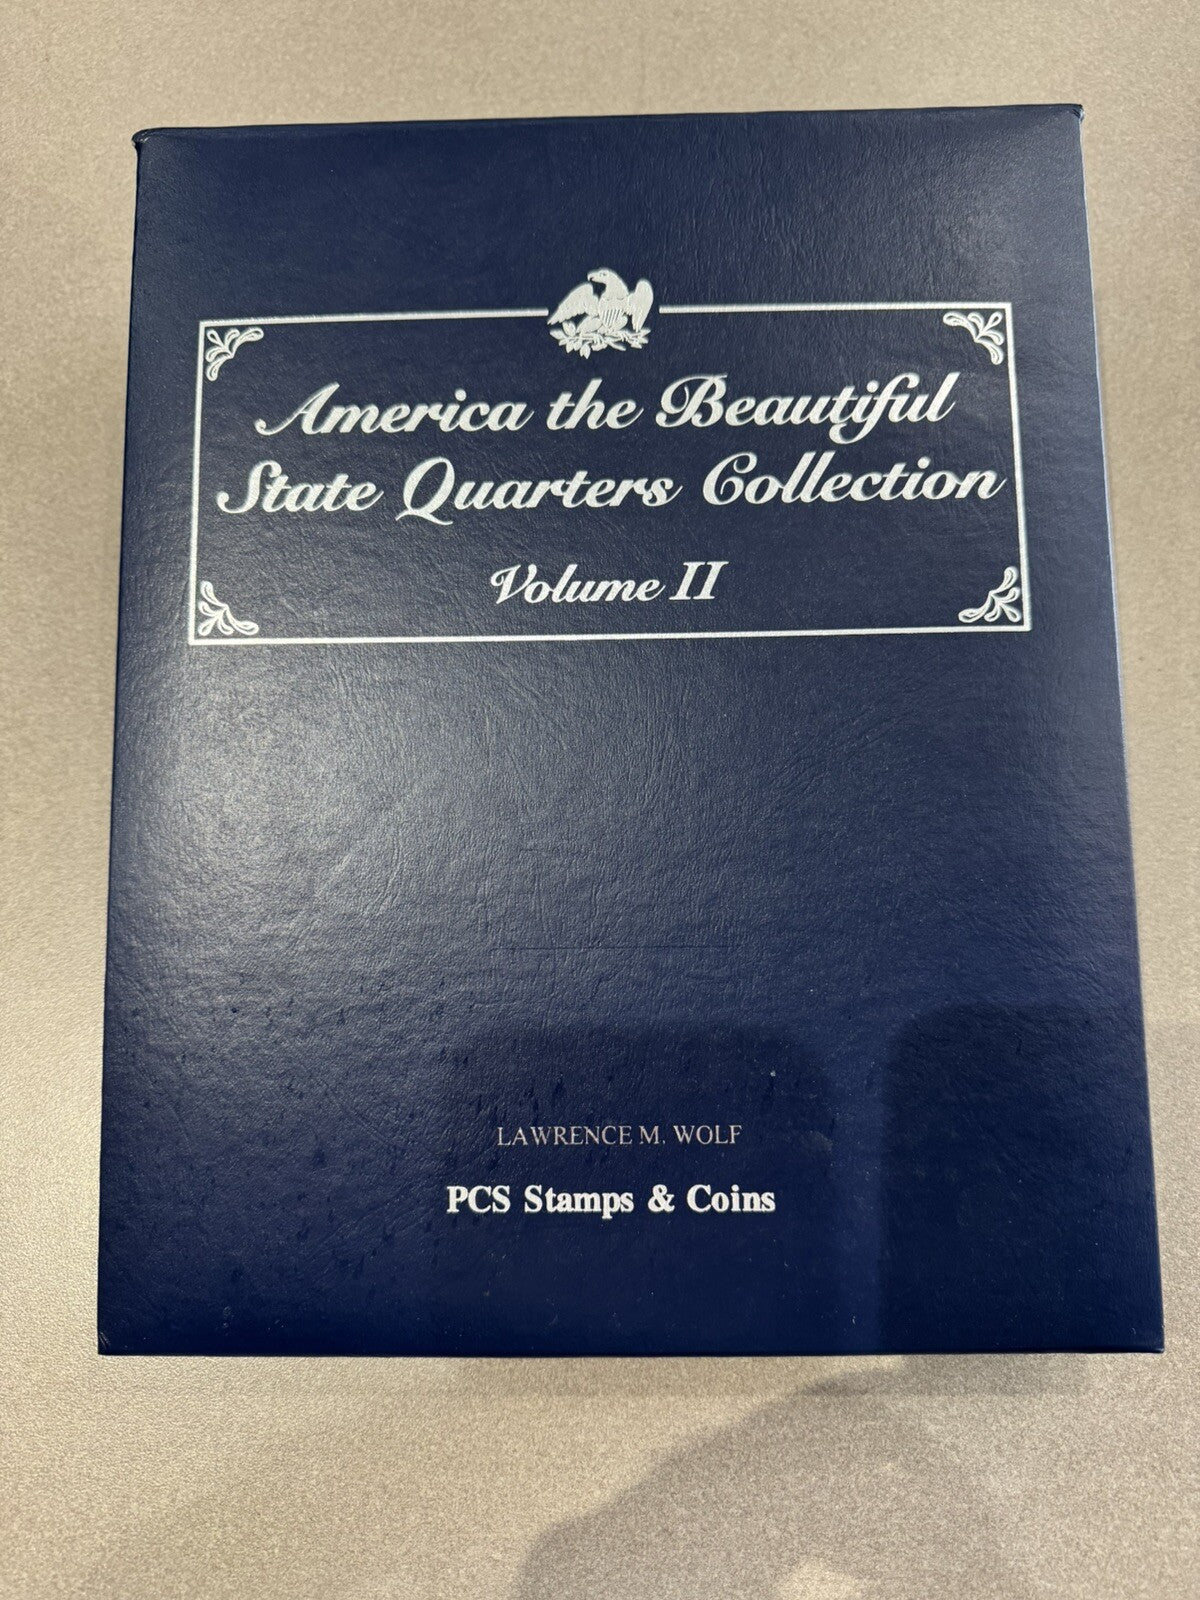 America the Beautiful
State Quarters Collection
Volume II
LAWRENCE M. WOLF
PCS Stamps & Coins